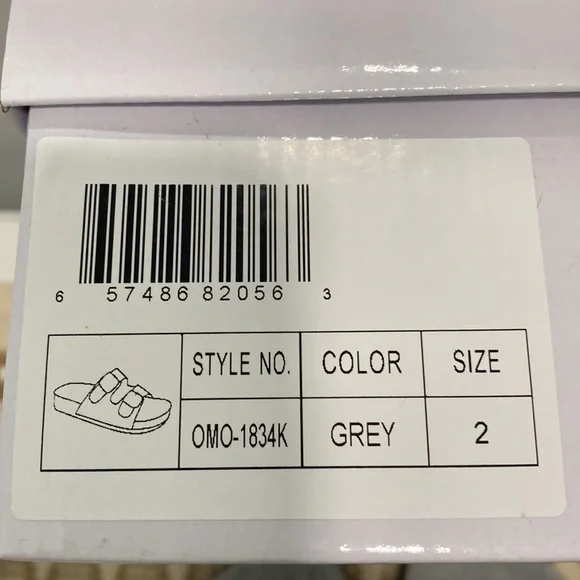 6 57486 82056 3
STYLE NO. COLOR SIZE
OMO-1834K GREY 2